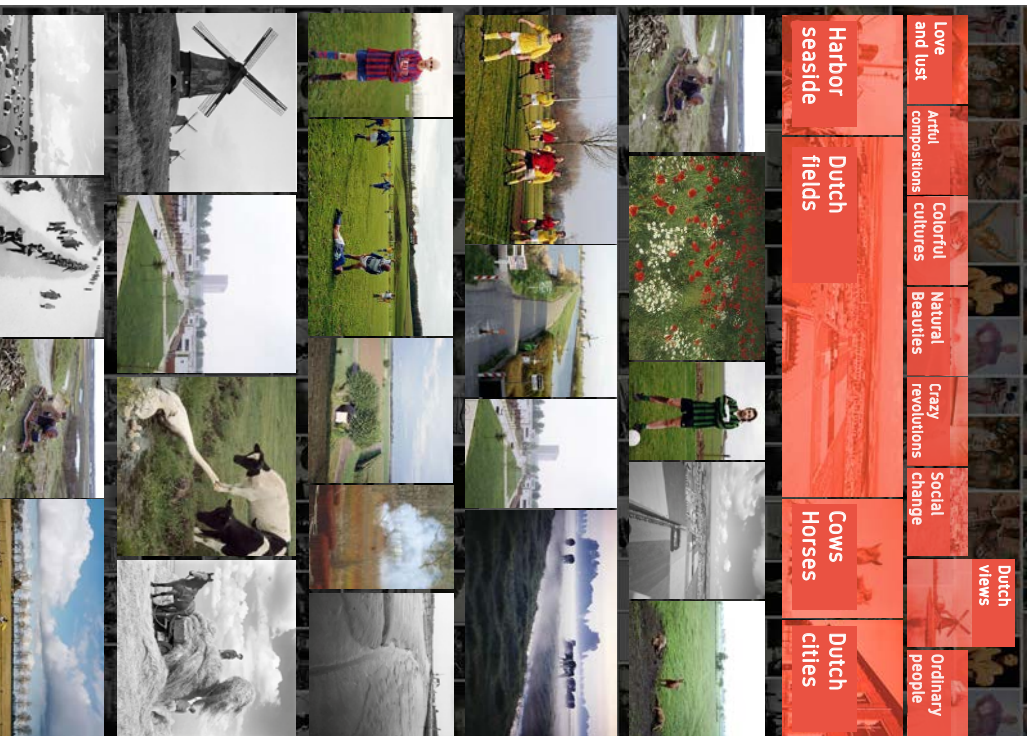 Love
and lust
Artful
compositions
Colorful
cultures
Natural
Beauties
Crazy
revolutions
Social
change
Dutch
views
Ordinary
people
Harbor
seaside
Dutch
fields
Cows
Horses
Dutch
cities